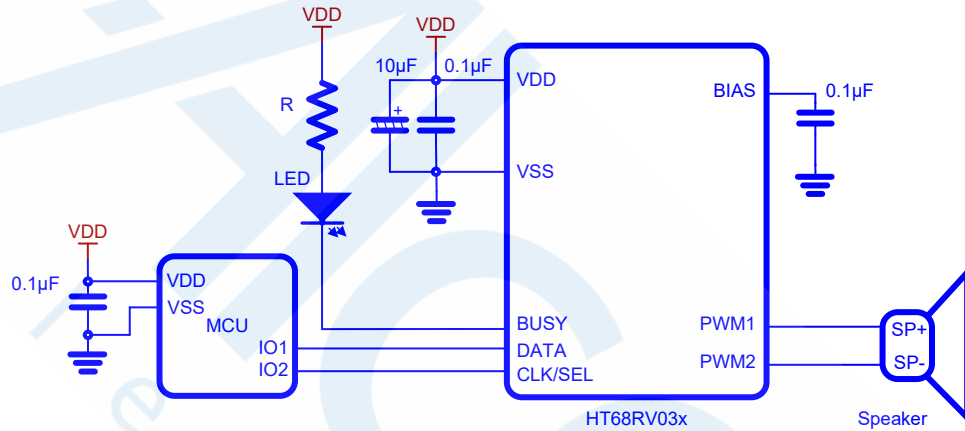 VDD
VDD
10µF
0.1µF
+
VDD
BIAS
0.1µF
R
LED
VSS
VDD
0.1µF
VDD
VSS
MCU
IO1
IO2
BUSY
DATA
CLK/SEL
PWM1
PWM2
SP+
SP-
HT68RV03x
Speaker